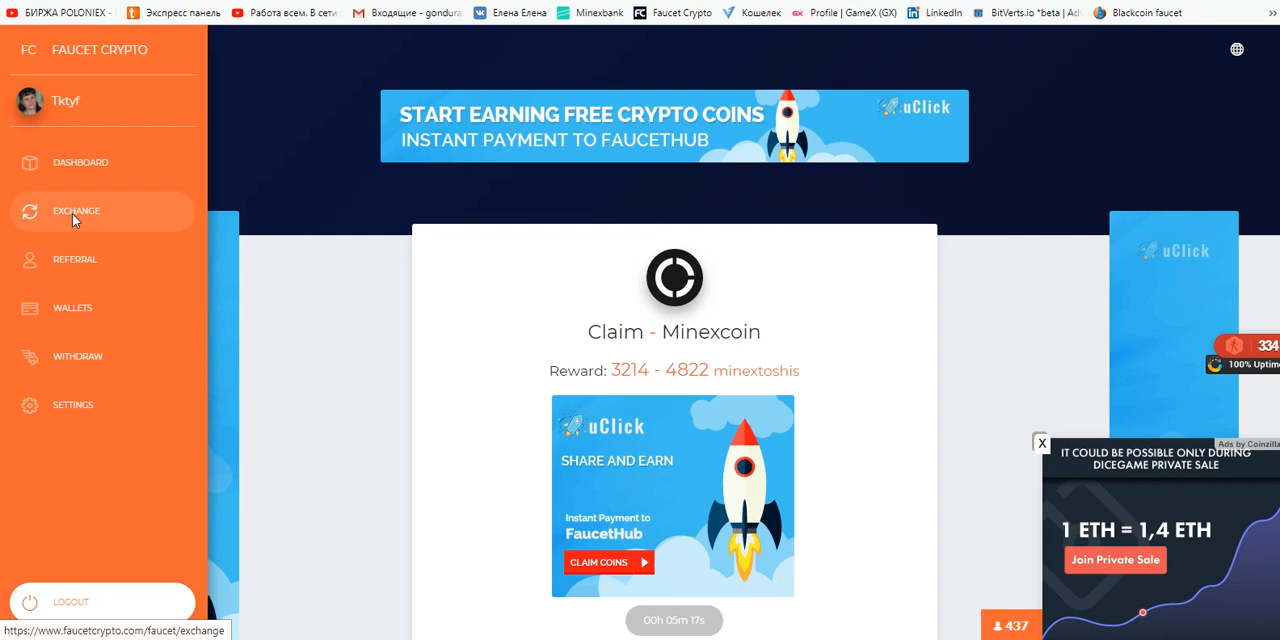 БИРЖА POLONIEX -
Экспресс панель
Работа всем. В сети
Входящие - gondura
Елена Елена
Minexbank
Faucet Crypto
Кошелек
Profile | GameX (GX)
LinkedIn
BitVerts.io *beta | Ad
Blackcoin faucet
»
FC FAUCET CRYPTO
Tktyf
DASHBOARD
EXCHANGE
REFERRAL
WALLETS
WITHDRAW
SETTINGS
LOGOUT
https://www.faucetcrypto.com/faucet/exchange
START EARNING FREE CRYPTO COINS
INSTANT PAYMENT TO FAUCETHUB
uClick
Claim - Minexcoin
Reward: 3214 - 4822 minextoshis
uClick
SHARE AND EARN
Instant Payment to
FaucetHub
CLAIM COINS
00h 05m 17s
uClick
334
100% Uptime
X
Ads by Coinzilla
IT COULD BE POSSIBLE ONLY DURING
DICEGAME PRIVATE SALE
1 ETH = 1,4 ETH
Join Private Sale
437